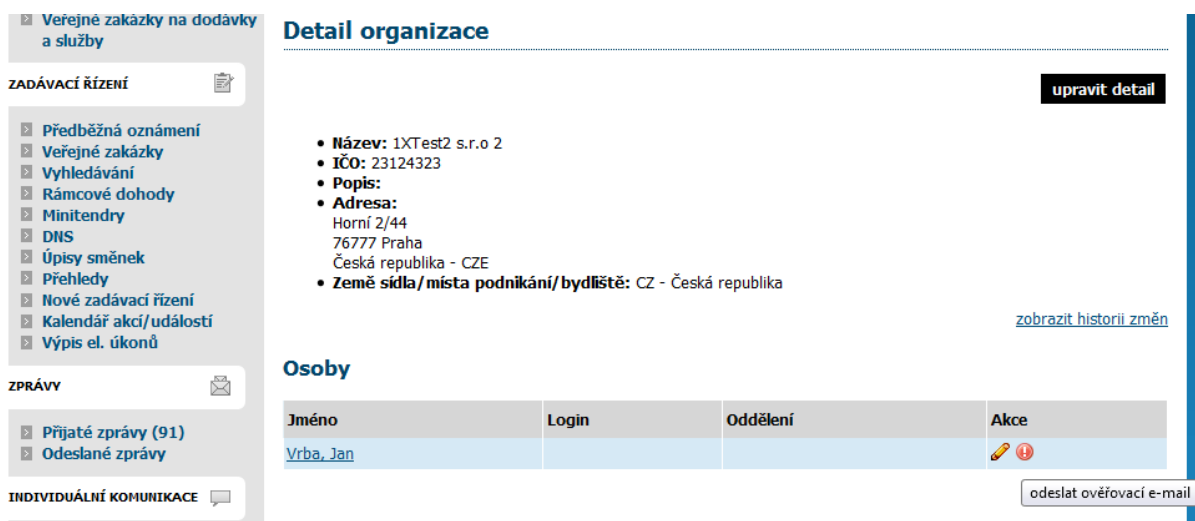 Veřejné zakázky na dodávky
a služby
ZADÁVACÍ ŘÍZENÍ
Předběžná oznámení
Veřejné zakázky
Vyhledávání
Rámcové dohody
Minitendry
DNS
Úpisy směnek
Přehledy
Nové zadávací řízení
Kalendář akcí/událostí
Výpis el. úkonů
ZPRÁVY
Přijaté zprávy (91)
Odeslané zprávy
INDIVIDUÁLNÍ KOMUNIKACE
Detail organizace
upravit detail
Název: 1XTest2 s.r.o 2
IČO: 23124323
Popis:
Adresa:
Horní 2/44
76777 Praha
Česká republika - CZE
Země sídla/místa podnikání/bydliště: CZ - Česká republika
zobrazit historii změn
Osoby
Jméno Login Oddělení Akce
Vrba, Jan
odeslat ověřovací e-mail